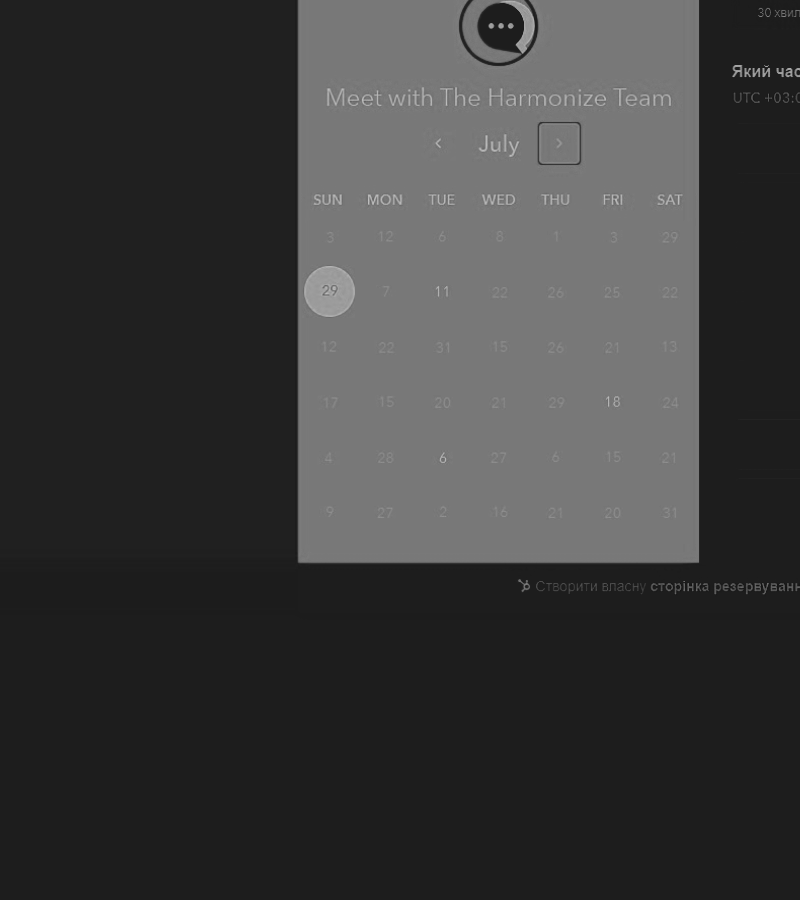 30 хвил
Який час
UTC +03:0
Meet with The Harmonize Team
July
SUN MON TUE WED THU FRI SAT
3 12 6 8 1 3 29
29 7 11 22 26 25 22
12 22 31 15 26 21 13
17 15 20 21 29 18 24
4 28 6 27 6 15 21
9 27 2 16 21 20 31
Створити власну сторінка резервуванн